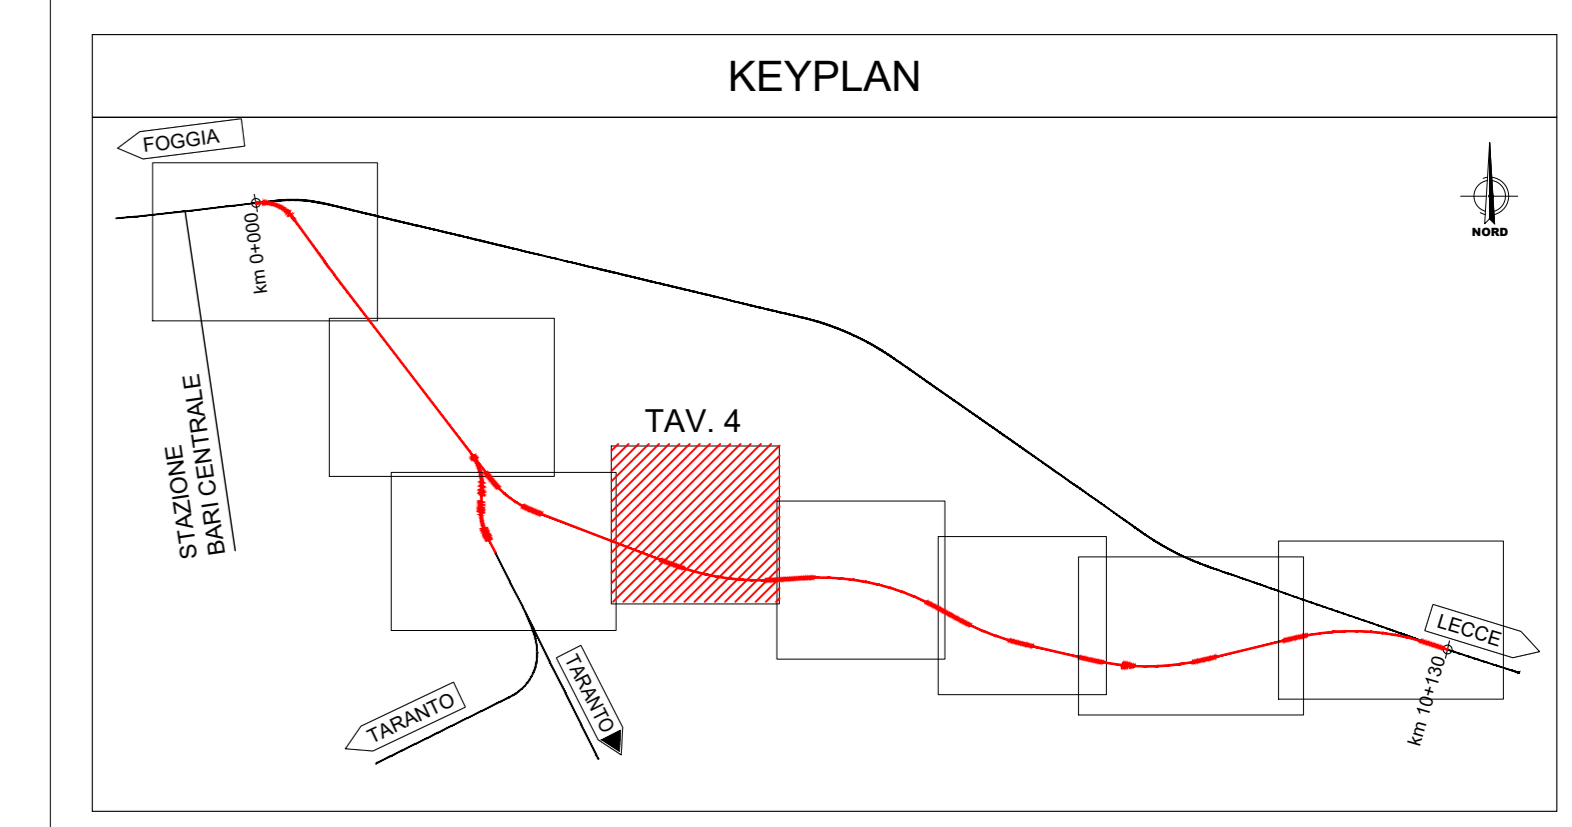 KEYPLAN
FOGGIA
NORD
km 0+000
STAZIONE
BARI CENTRALE
TAV. 4
LECCE
km 10+130
TARANTO
TARANTO